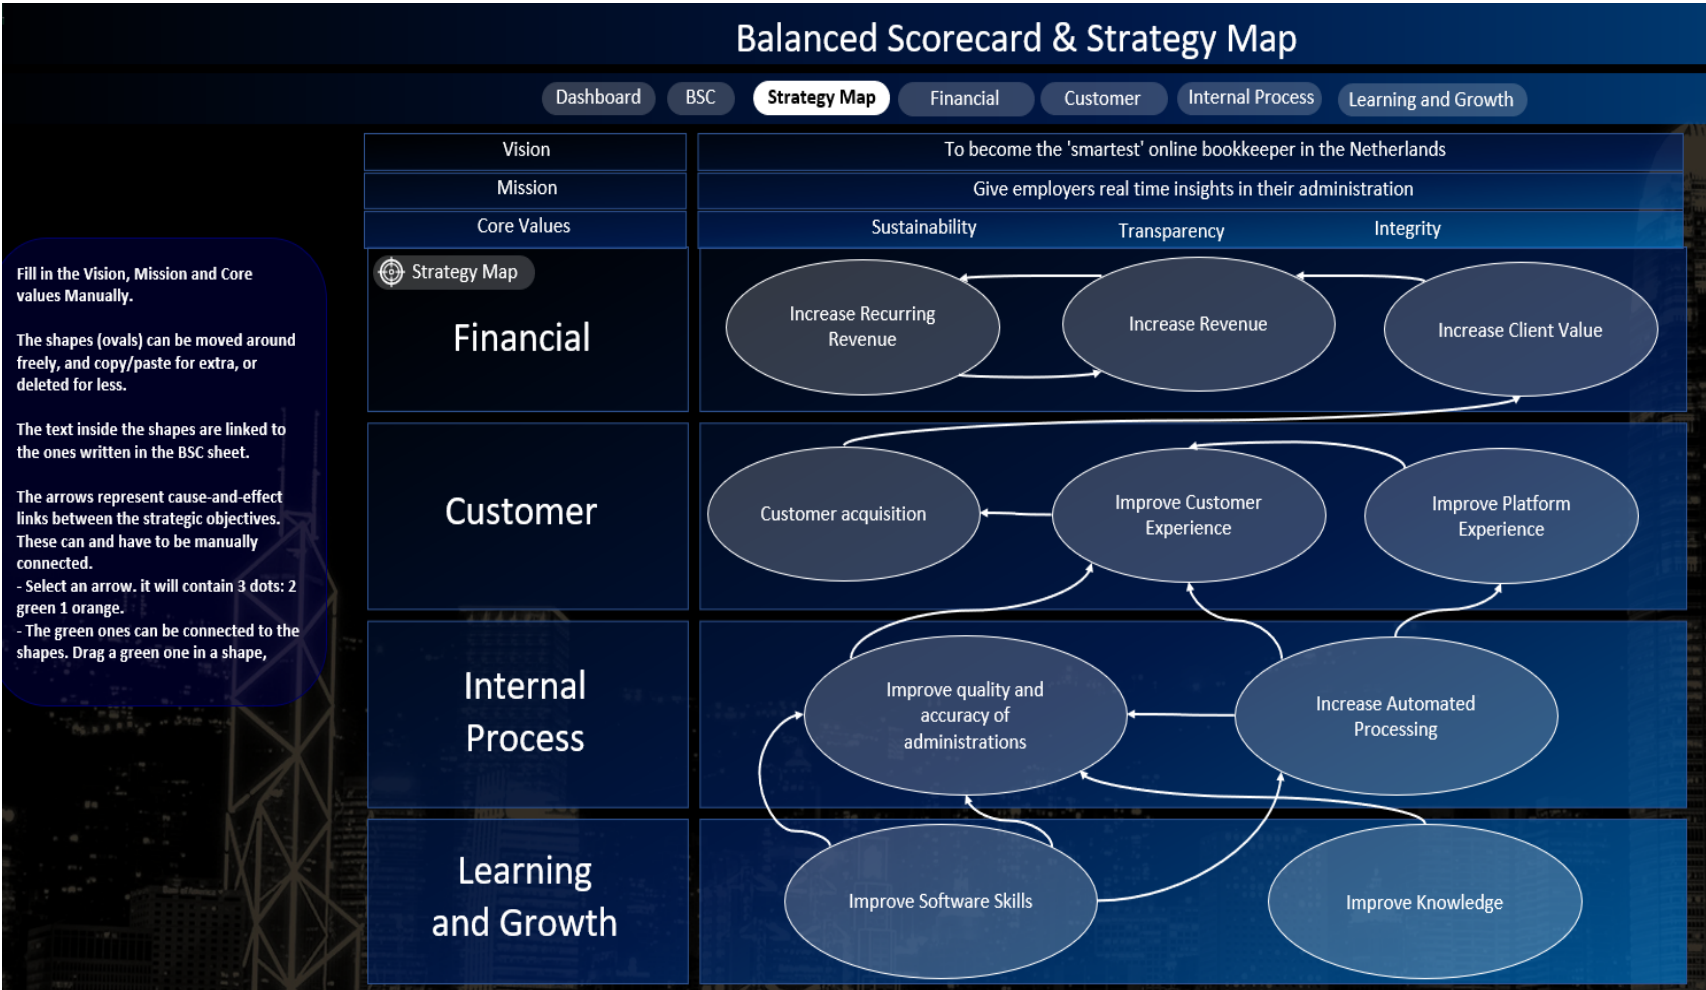 Balanced Scorecard & Strategy Map
Dashboard
BSC
Strategy Map
Financial
Customer
Internal Process
Learning and Growth
Vision
To become the 'smartest' online bookkeeper in the Netherlands
Mission
Give employers real time insights in their administration
Core Values
Sustainability
Transparency
Integrity
Fill in the Vision, Mission and Core
values Manually.
The shapes (ovals) can be moved around
freely, and copy/paste for extra, or
deleted for less.
The text inside the shapes are linked to
the ones written in the BSC sheet.
The arrows represent cause-and-effect
links between the strategic objectives.
These can and have to be manually
connected.
- Select an arrow. it will contain 3 dots: 2
green 1 orange.
- The green ones can be connected to the
shapes. Drag a green one in a shape,
Strategy Map
Financial
Increase Recurring
Revenue
Increase Revenue
Increase Client Value
Customer
Customer acquisition
Improve Customer
Experience
Improve Platform
Experience
Internal
Process
Improve quality and
accuracy of
administrations
Increase Automated
Processing
Learning
and Growth
Improve Software Skills
Improve Knowledge